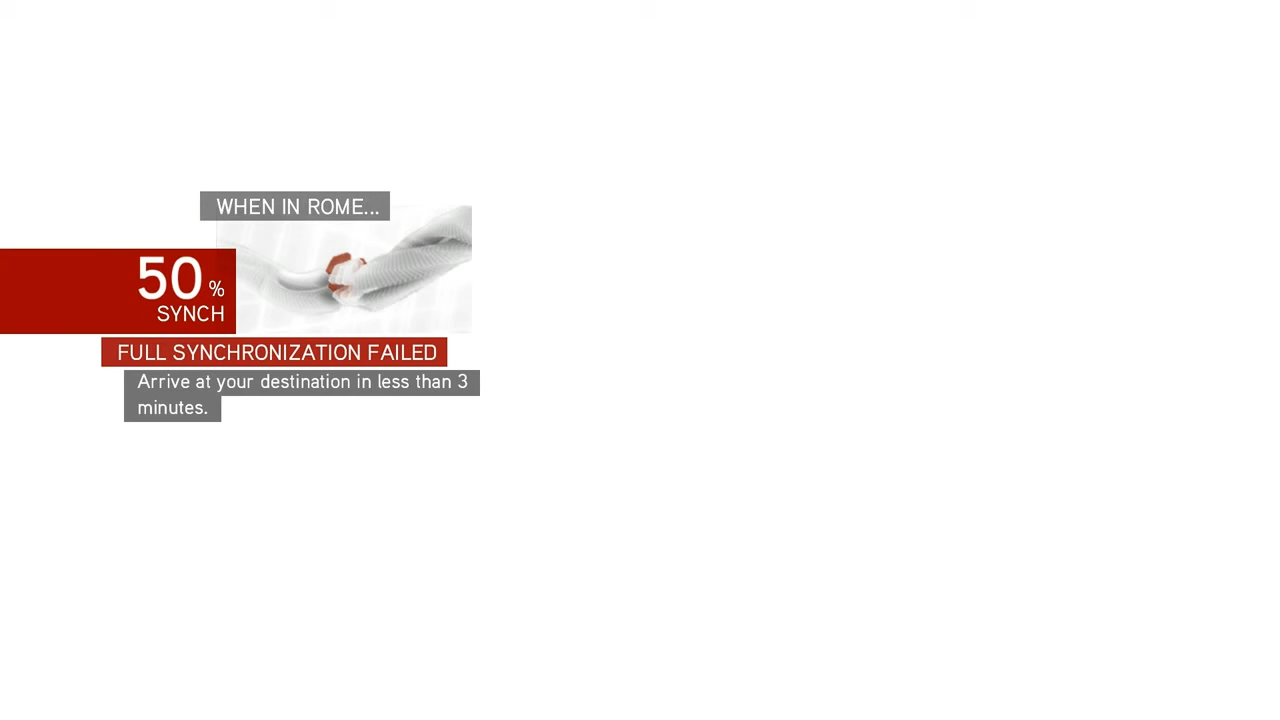 WHEN IN ROME...
50 %
SYNCH
FULL SYNCHRONIZATION FAILED
Arrive at your destination in less than 3
minutes.